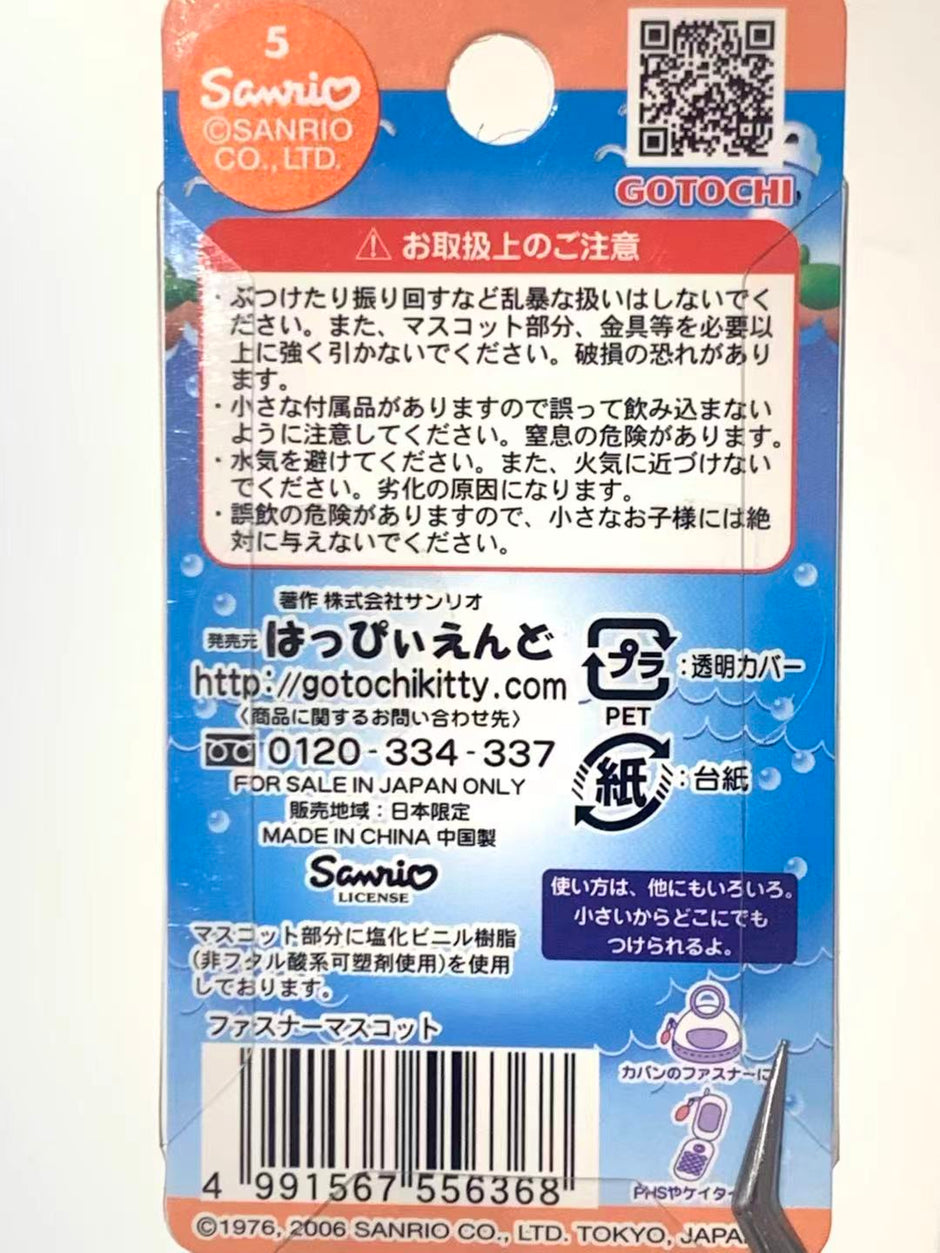 5
Sanrio
©SANRIO
CO., LTD.
GOTOCHI
お取扱上のご注意
・ぶつけたり振り回すなど乱暴な扱いはしないでく
ださい。また、マスコット部分、金具等を必要以
上に強く引かないでください。破損の恐れがあり
ます。
・小さな付属品がありますので誤って飲み込まない
ように注意してください。窒息の危険があります。
・水気を避けてください。また、火気に近づけない
でください。劣化の原因になります。
・誤飲の危険がありますので、小さなお子様には絶
対に与えないでください。
著作 株式会社サンリオ
発売元 はっぴぃえんど
http://gotochikitty.com
〈商品に関するお問い合わせ先〉
0120-334-337
FOR SALE IN JAPAN ONLY
販売地域：日本限定
MADE IN CHINA 中国製
Sanrio
LICENSE
プラ：透明カバー
PET
紙：台紙
マスコット部分に塩化ビニル樹脂
(非フタル酸系可塑剤使用)を使用
しております。
ファスナーマスコット
使い方は、他にもいろいろ。
小さいからどこにでも
つけられるよ。
カバンのファスナーに
PHSやケイタ
4 991567 556368
©1976, 2006 SANRIO CO., LTD. TOKYO, JAPA